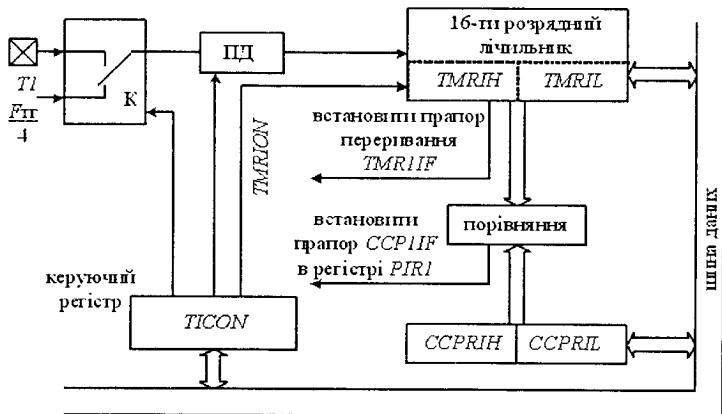 16-ти розрядний
лічильник
ПД
T1
К
Fтг
4
TMR1H
TMR1L
TMR1ON
встановити прапор
переривання
TMR1IF
встановити
прапор CCP1IF
в регістрі PIR1
порівняння
шина даних
керуючий
регістр
T1CON
CCPR1H
CCPR1L